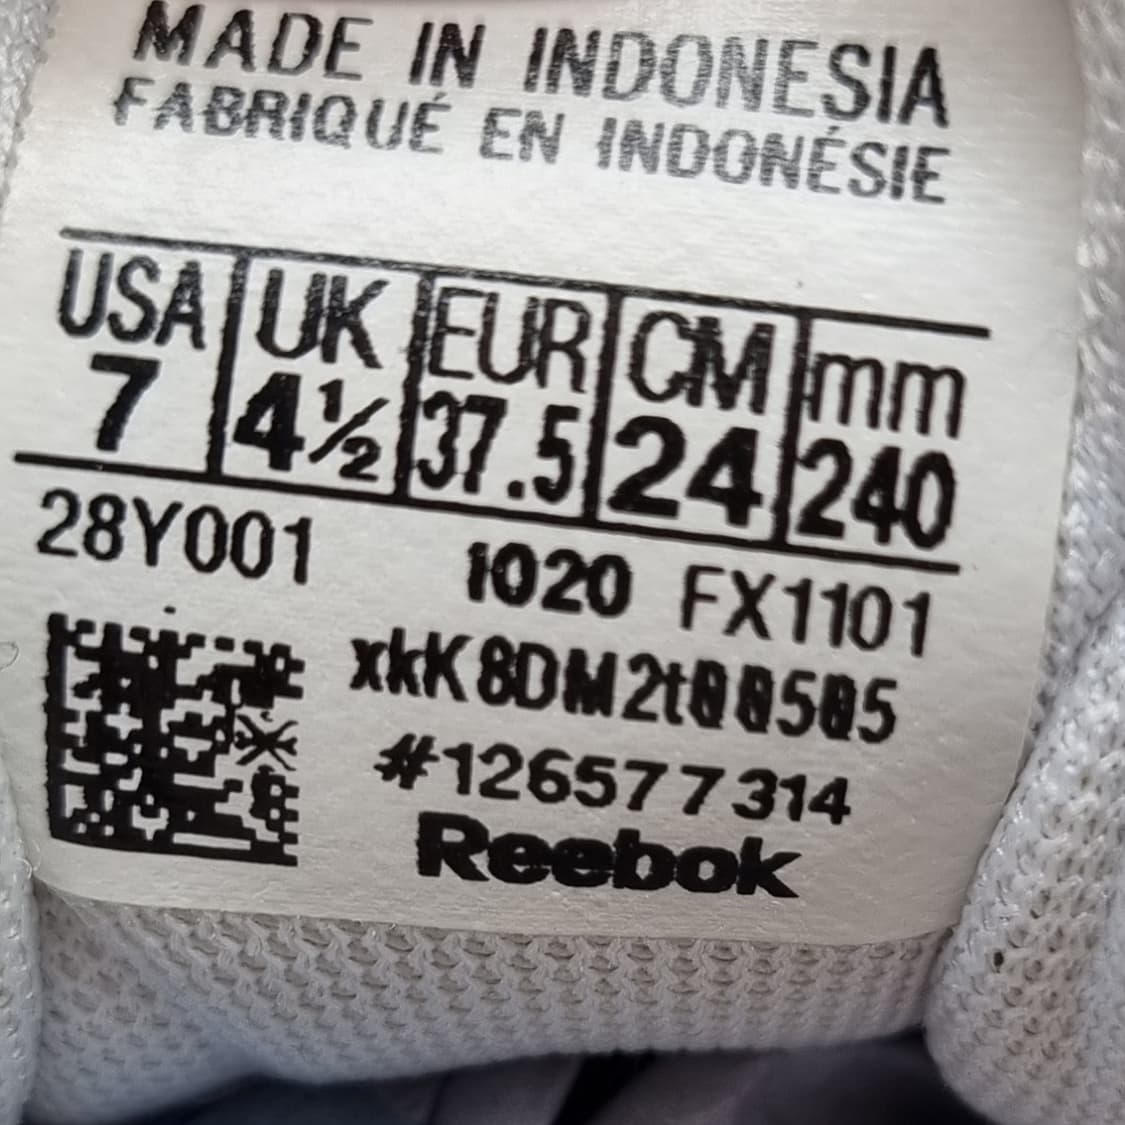 MADE IN INDONESIA
FABRIQUÉ EN INDONÉSIE
USA UK EUR CM mm
7 4½ 37.5 24 240
28Y001 1020 FX1101
xkK8DM2t00505
#126577314
Reebok